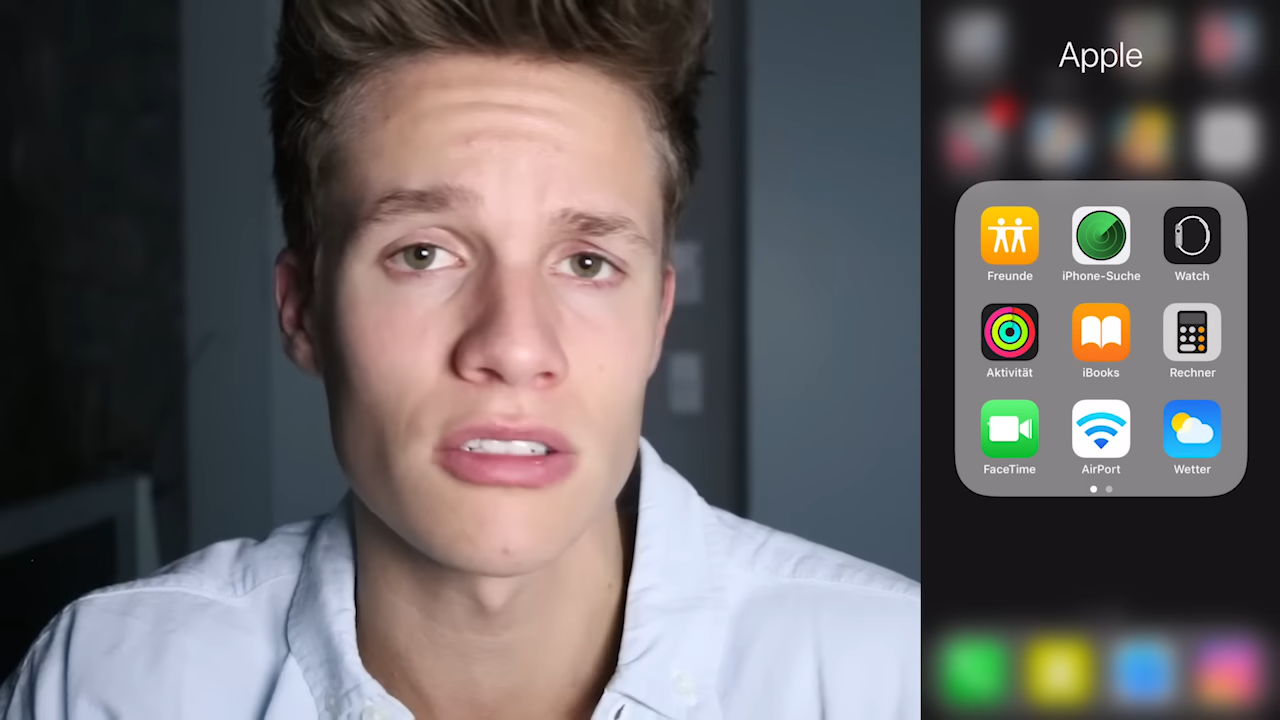 Apple
Freunde
iPhone-Suche
Watch
Aktivität
iBooks
Rechner
FaceTime
AirPort
Wetter